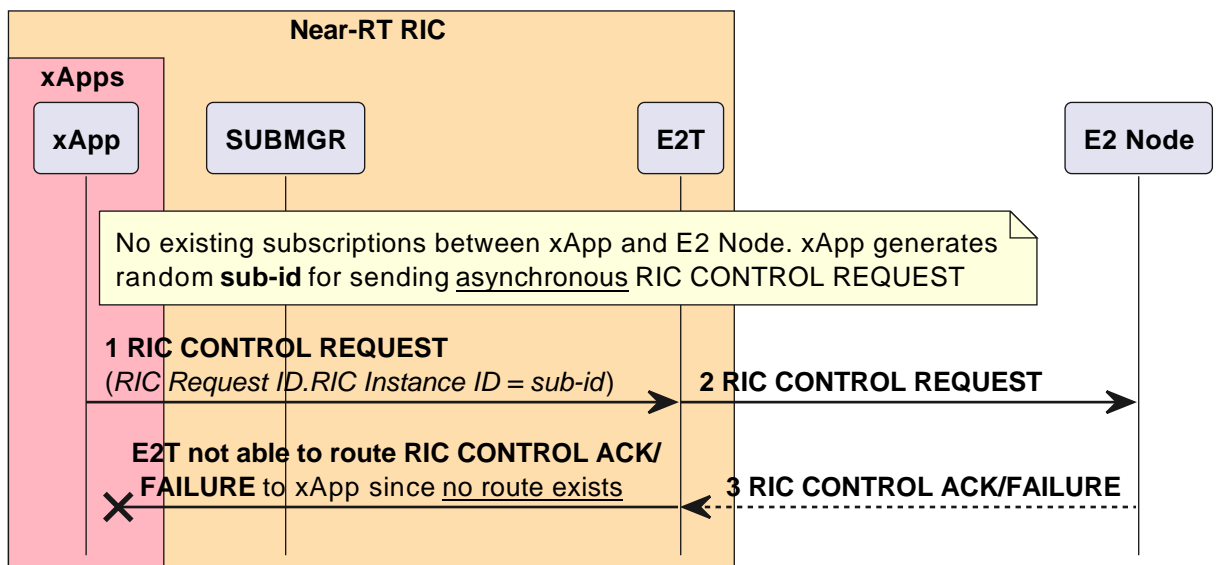 Near-RT RIC
xApps
xApp
SUBMGR
E2T
E2 Node
No existing subscriptions between xApp and E2 Node. xApp generates
random sub-id for sending asynchronous RIC CONTROL REQUEST
1 RIC CONTROL REQUEST
(RIC Request ID.RIC Instance ID = sub-id)
2 RIC CONTROL REQUEST
E2T not able to route RIC CONTROL ACK/
FAILURE to xApp since no route exists
3 RIC CONTROL ACK/FAILURE